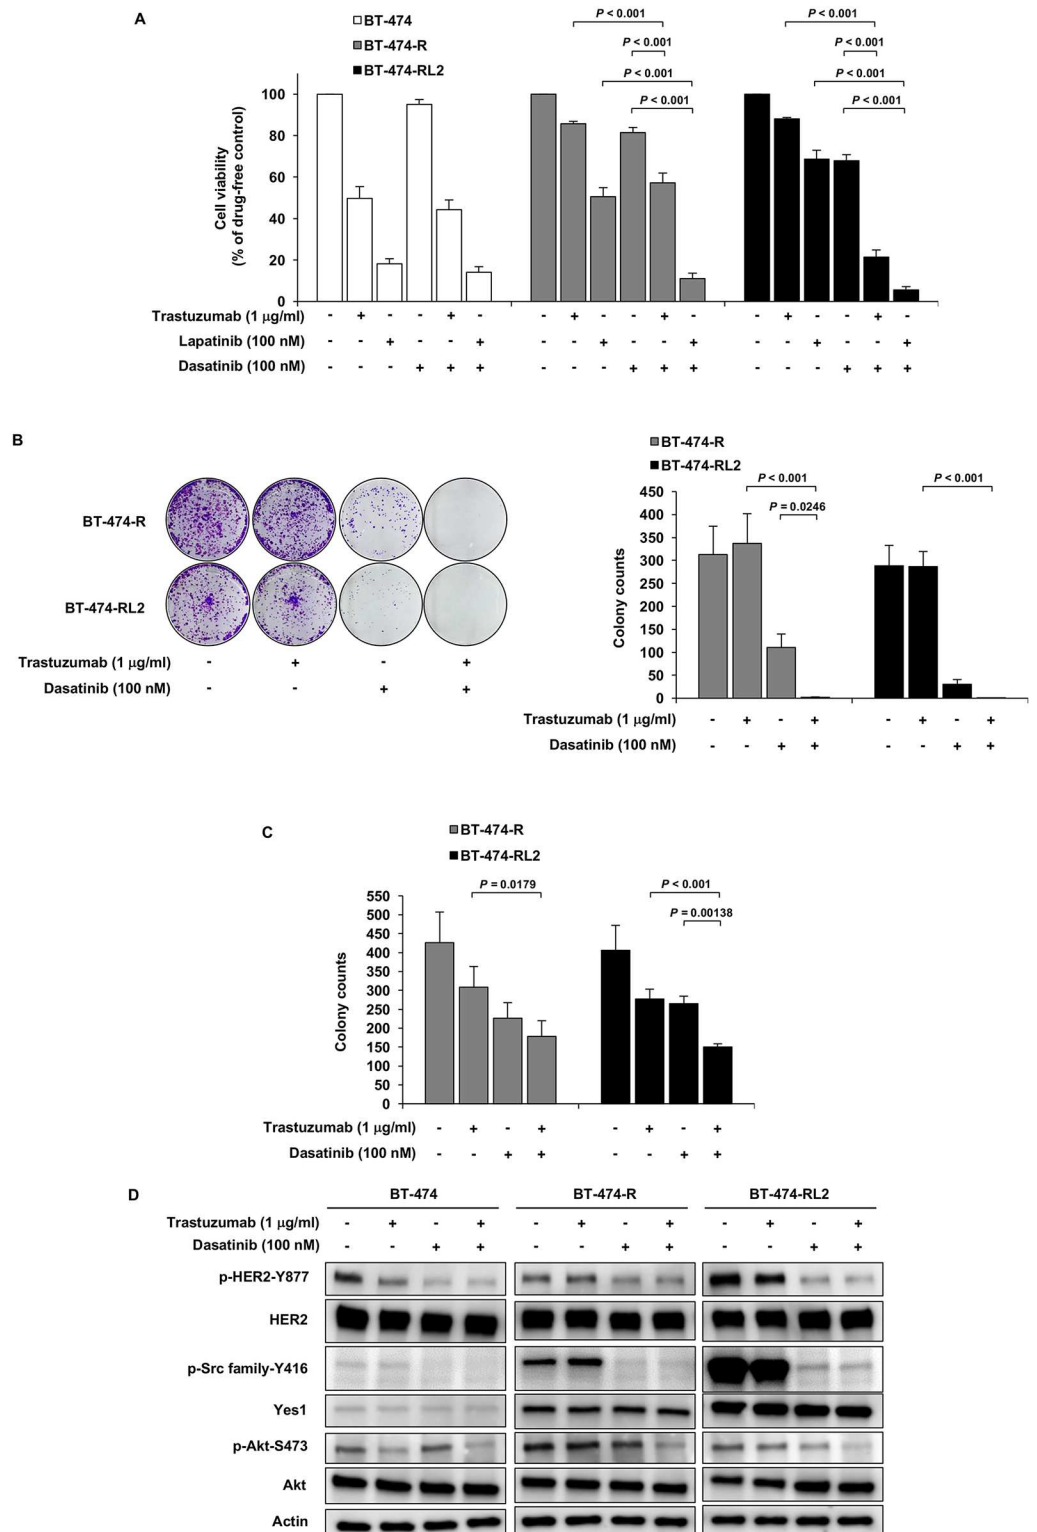 A
BT-474
BT-474-R
BT-474-RL2
P < 0.001
P < 0.001
P < 0.001
P < 0.001
P < 0.001
P < 0.001
P < 0.001
P < 0.001
Cell viability
(% of drug-free control)
100
80
60
40
20
0
Trastuzumab (1 µg/ml) - + - - + - - + - - + - - + - - + -
Lapatinib (100 nM) - - + - - + - - + - - + - - + - - +
Dasatinib (100 nM) - - - + + + - - - + + + - - - + + +
B
BT-474-R
BT-474-RL2
Trastuzumab (1 µg/ml) - + - +
Dasatinib (100 nM) - - + +
BT-474-R
BT-474-RL2
P < 0.001
P = 0.0246
P < 0.001
Colony counts
450
400
350
300
250
200
150
100
50
0
Trastuzumab (1 µg/ml) - + - + - + - +
Dasatinib (100 nM) - - + + - - + +
C
BT-474-R
BT-474-RL2
P = 0.0179
P < 0.001
P = 0.00138
Colony counts
550
500
450
400
350
300
250
200
150
100
50
0
Trastuzumab (1 µg/ml) - + - + - + - +
Dasatinib (100 nM) - - + + - - + +
D
BT-474 BT-474-R BT-474-RL2
Trastuzumab (1 µg/ml) - + - + - + - + - + - +
Dasatinib (100 nM) - - + + - - + + - - + +
p-HER2-Y877
HER2
p-Src family-Y416
Yes1
p-Akt-S473
Akt
Actin